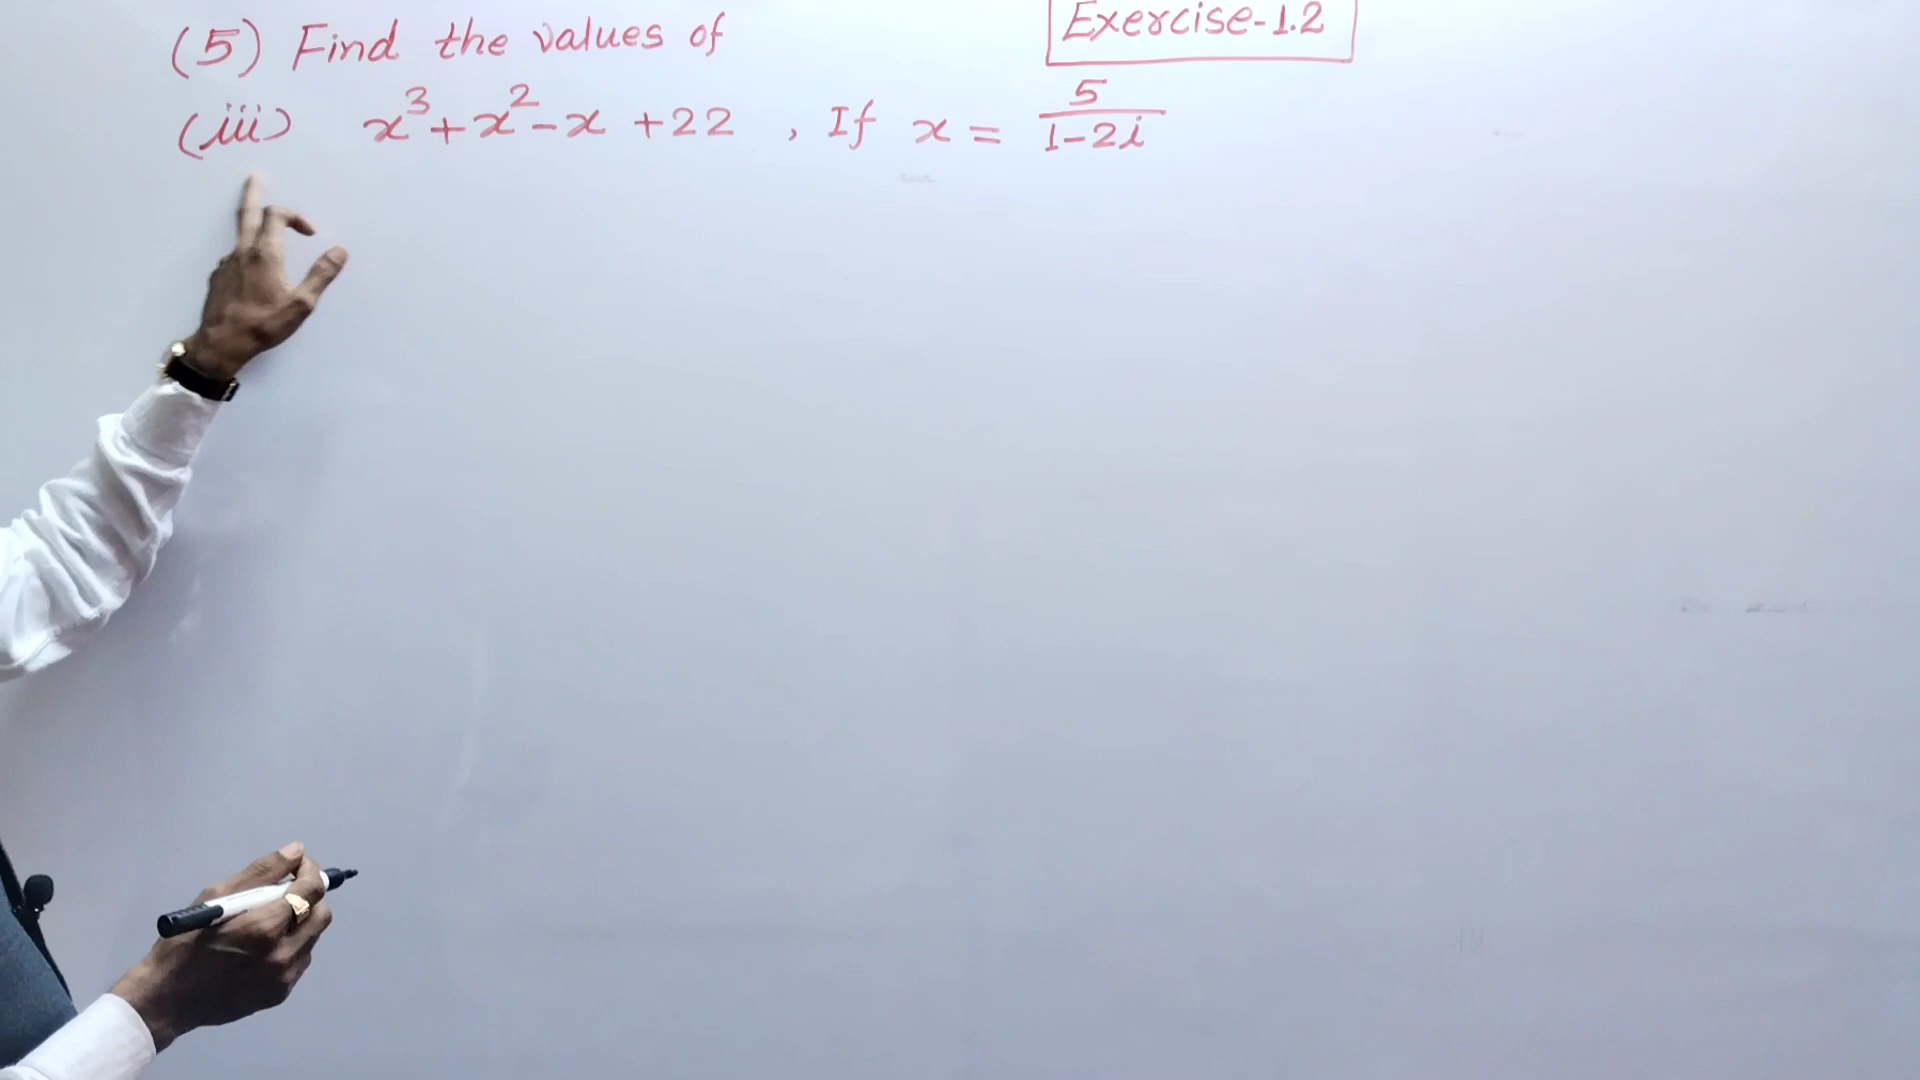 (5) Find the values of
Exercise-1.2
(iii) x³+x²-x+22 , If x = 5/(1-2i)